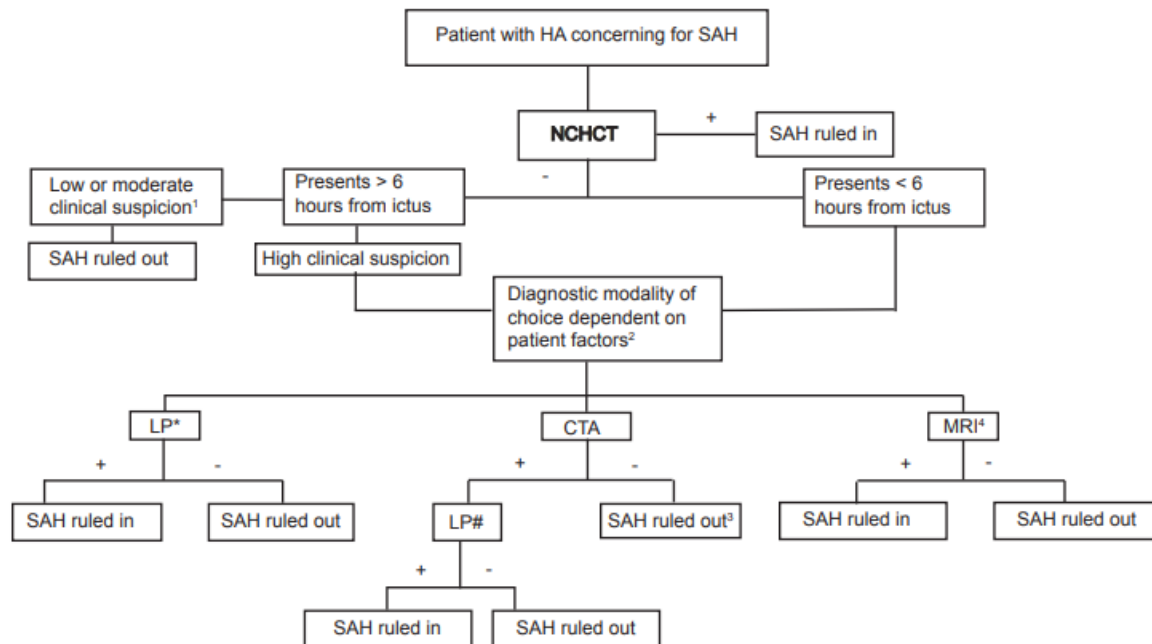 Patient with HA concerning for SAH
NCHCT
+
SAH ruled in
-
Low or moderate
clinical suspicion¹
Presents > 6
hours from ictus
Presents < 6
hours from ictus
SAH ruled out
High clinical suspicion
Diagnostic modality of
choice dependent on
patient factors²
LP*
CTA
MRI⁴
+
-
+
-
+
-
SAH ruled in
SAH ruled out
LP#
SAH ruled out³
SAH ruled in
SAH ruled out
+
-
SAH ruled in
SAH ruled out